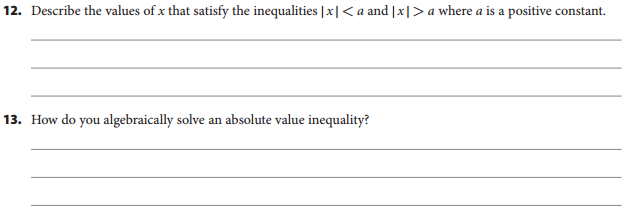 12. Describe the values of x that satisfy the inequalities |x| < a and |x| > a where a is a positive constant.
13. How do you algebraically solve an absolute value inequality?